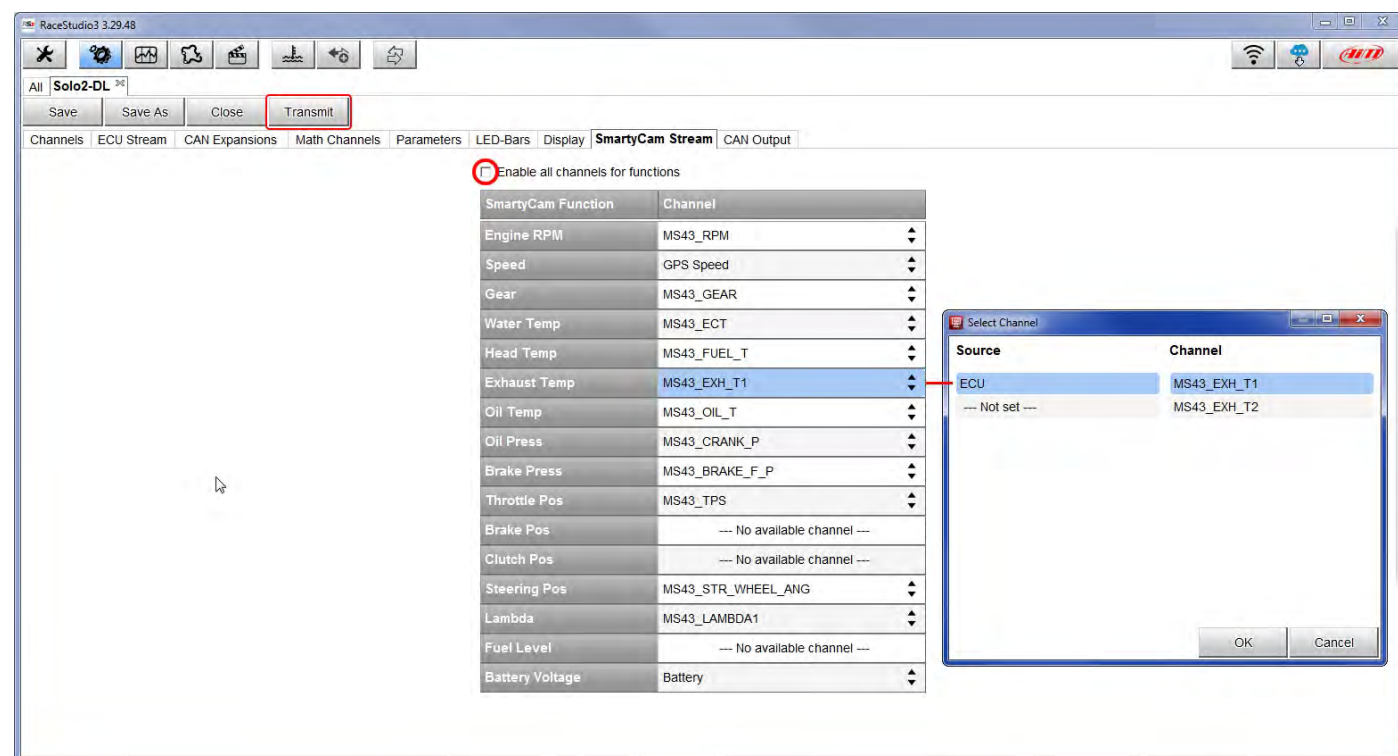 RaceStudio3 3.29.48
AiM
All Solo2-DL
Save Save As Close Transmit
Channels ECU Stream CAN Expansions Math Channels Parameters LED-Bars Display SmartyCam Stream CAN Output
Enable all channels for functions
SmartyCam Function Channel
Engine RPM MS43_RPM
Speed GPS Speed
Gear MS43_GEAR
Water Temp MS43_ECT
Head Temp MS43_FUEL_T
Exhaust Temp MS43_EXH_T1
Oil Temp MS43_OIL_T
Oil Press MS43_CRANK_P
Brake Press MS43_BRAKE_F_P
Throttle Pos MS43_TPS
Brake Pos --- No available channel ---
Clutch Pos --- No available channel ---
Steering Pos MS43_STR_WHEEL_ANG
Lambda MS43_LAMBDA1
Fuel Level --- No available channel ---
Battery Voltage Battery
Select Channel
Source Channel
ECU MS43_EXH_T1
--- Not set --- MS43_EXH_T2
OK Cancel